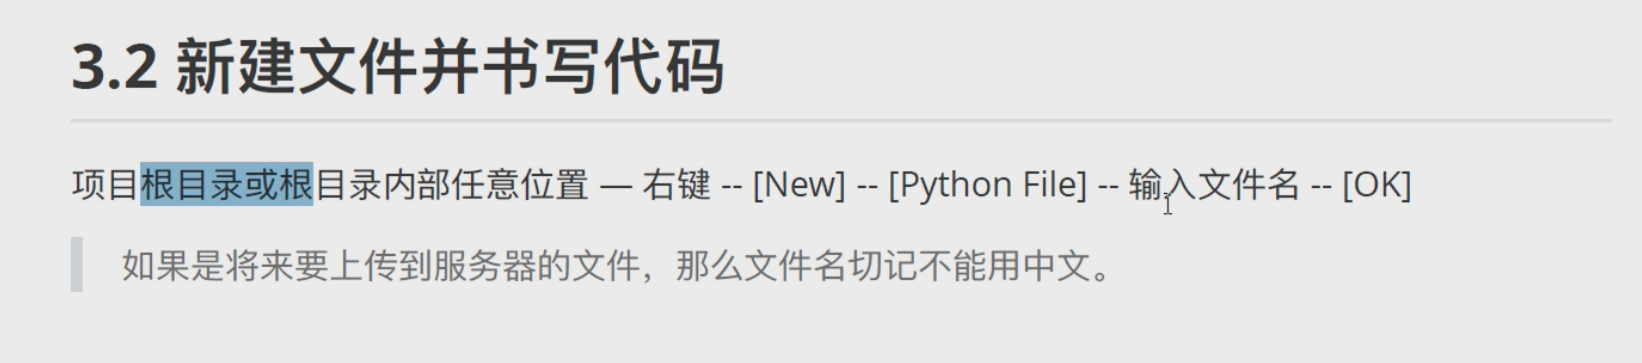 3.2 新建文件并书写代码
项目根目录或根目录内部任意位置 — 右键 -- [New] -- [Python File] -- 输入文件名 -- [OK]
如果是将来要上传到服务器的文件，那么文件名切记不能用中文。